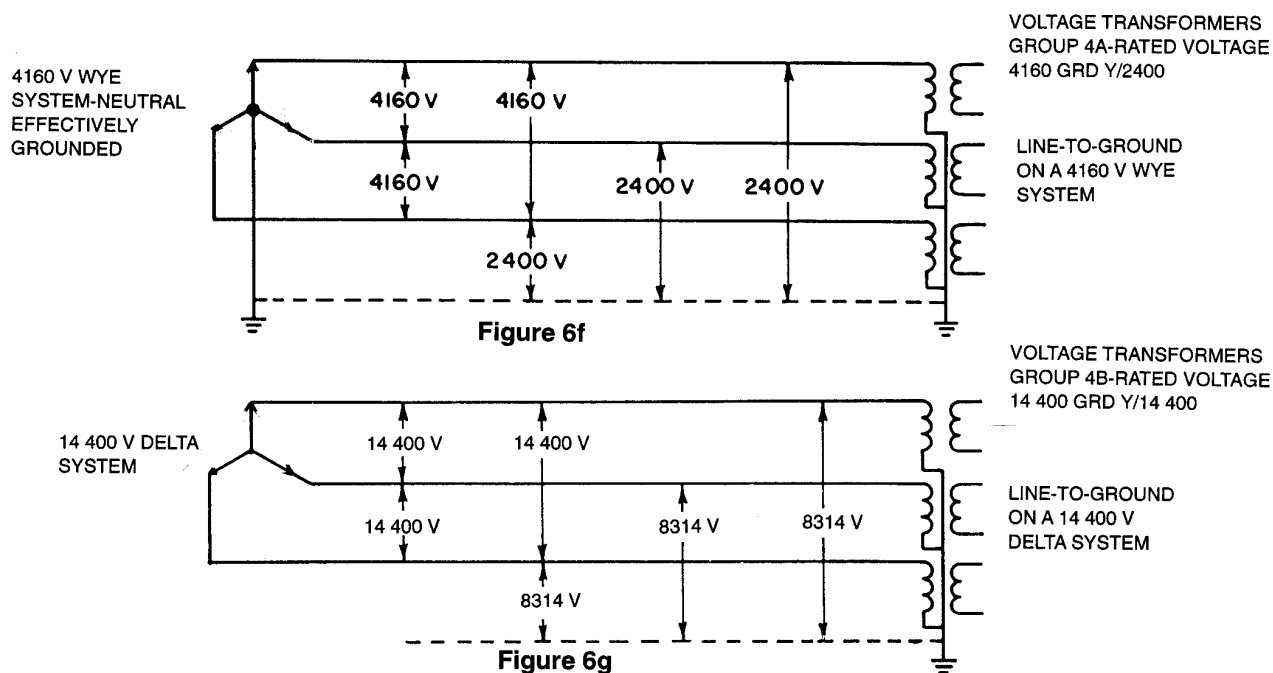 4160 V WYE
SYSTEM-NEUTRAL
EFFECTIVELY
GROUNDED
4160 V
4160 V
4160 V
2400 V
2400 V
2400 V
VOLTAGE TRANSFORMERS
GROUP 4A-RATED VOLTAGE
4160 GRD Y/2400
LINE-TO-GROUND
ON A 4160 V WYE
SYSTEM
Figure 6f
14 400 V DELTA
SYSTEM
14 400 V
14 400 V
14 400 V
8314 V
8314 V
8314 V
VOLTAGE TRANSFORMERS
GROUP 4B-RATED VOLTAGE
14 400 GRD Y/14 400
LINE-TO-GROUND
ON A 14 400 V
DELTA SYSTEM
Figure 6g